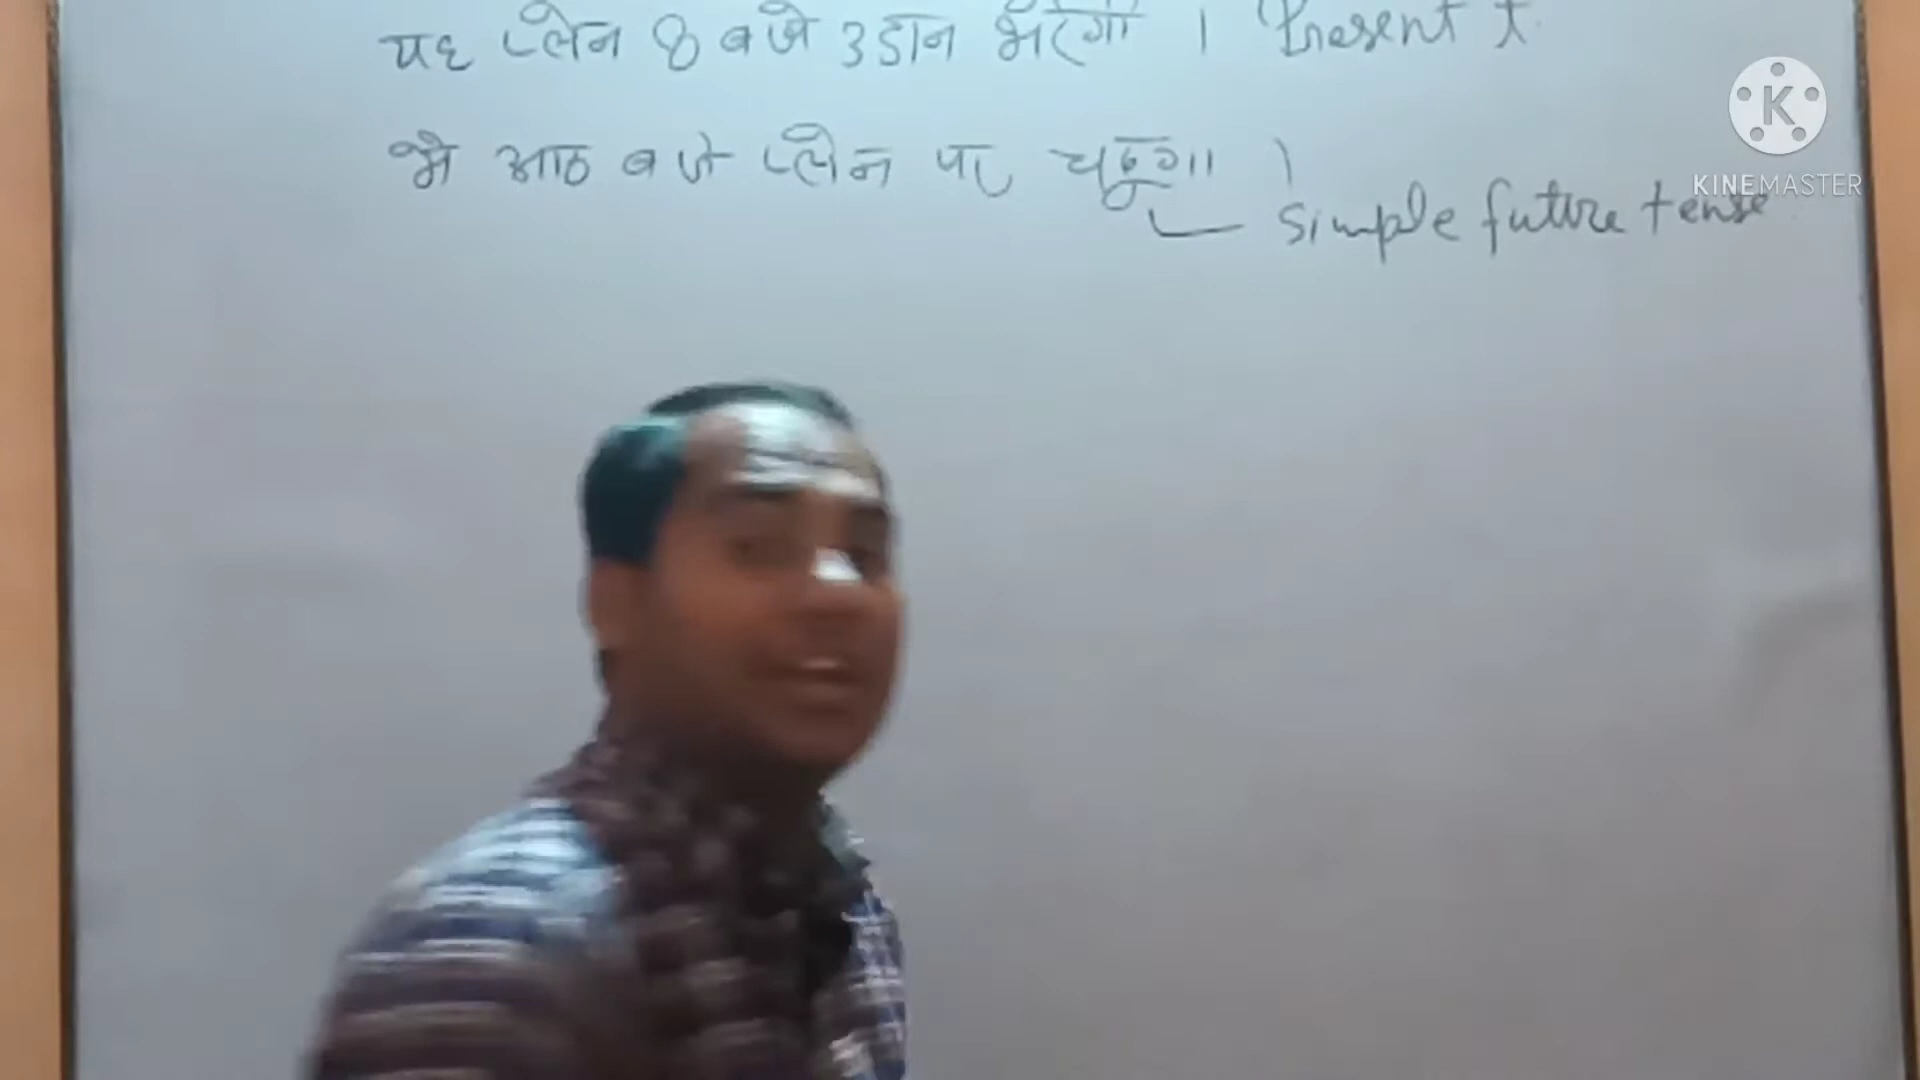 यह प्लेन 8 बजे उडान भरेगा । Present t.
मै आठ बजे प्लेन पर चढूंगा ।
simple future tense
K
KINEMASTER